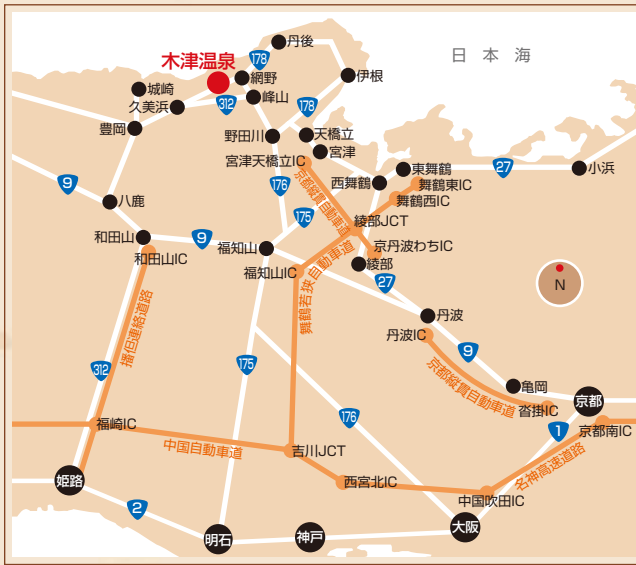 丹後
日本海
木津温泉
178
網野
伊根
城崎
久美浜
312
峰山
178
豊岡
野田川
天橋立
宮津
宮津天橋立IC
西舞鶴
東舞鶴
27
小浜
舞鶴東IC
舞鶴西IC
9
176
京都縦貫自動車道
八鹿
175
綾部JCT
和田山
9
福知山
京丹波わちIC
和田山IC
福知山IC
舞鶴若狭自動車道
綾部
27
N
播但連絡道路
丹波
丹波IC
9
312
175
京都縦貫自動車道
亀岡
京都
沓掛IC
176
福崎IC
1
京都南IC
中国自動車道
吉川JCT
名神高速道路
姫路
西宮北IC
中国吹田IC
2
明石
神戸
大阪